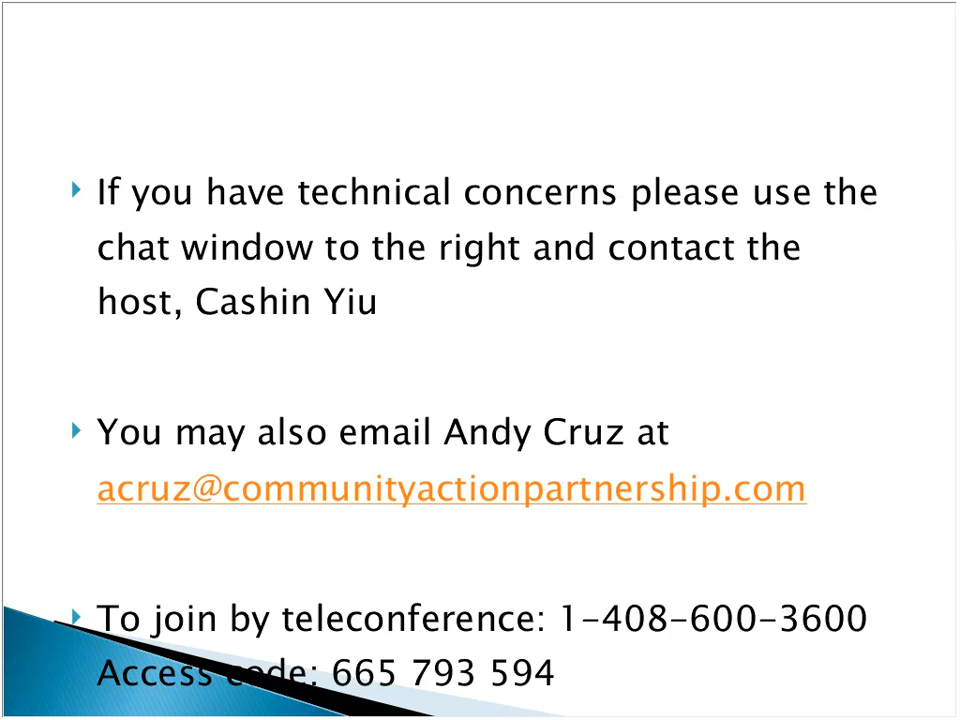 If you have technical concerns please use the
chat window to the right and contact the
host, Cashin Yiu
You may also email Andy Cruz at
acruz@communityactionpartnership.com
To join by teleconference: 1-408-600-3600
Access code: 665 793 594